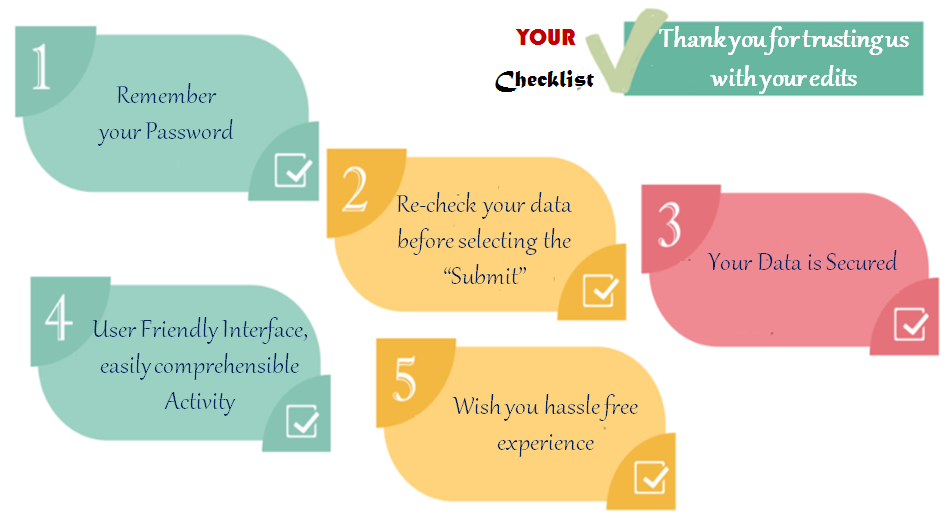 YOUR
Checklist
Thank you for trusting us
with your edits
1
Remember
your Password
2
Re-check your data
before selecting the
“Submit”
3
Your Data is Secured
4
User Friendly Interface,
easily comprehensible
Activity
5
Wish you hassle free
experience